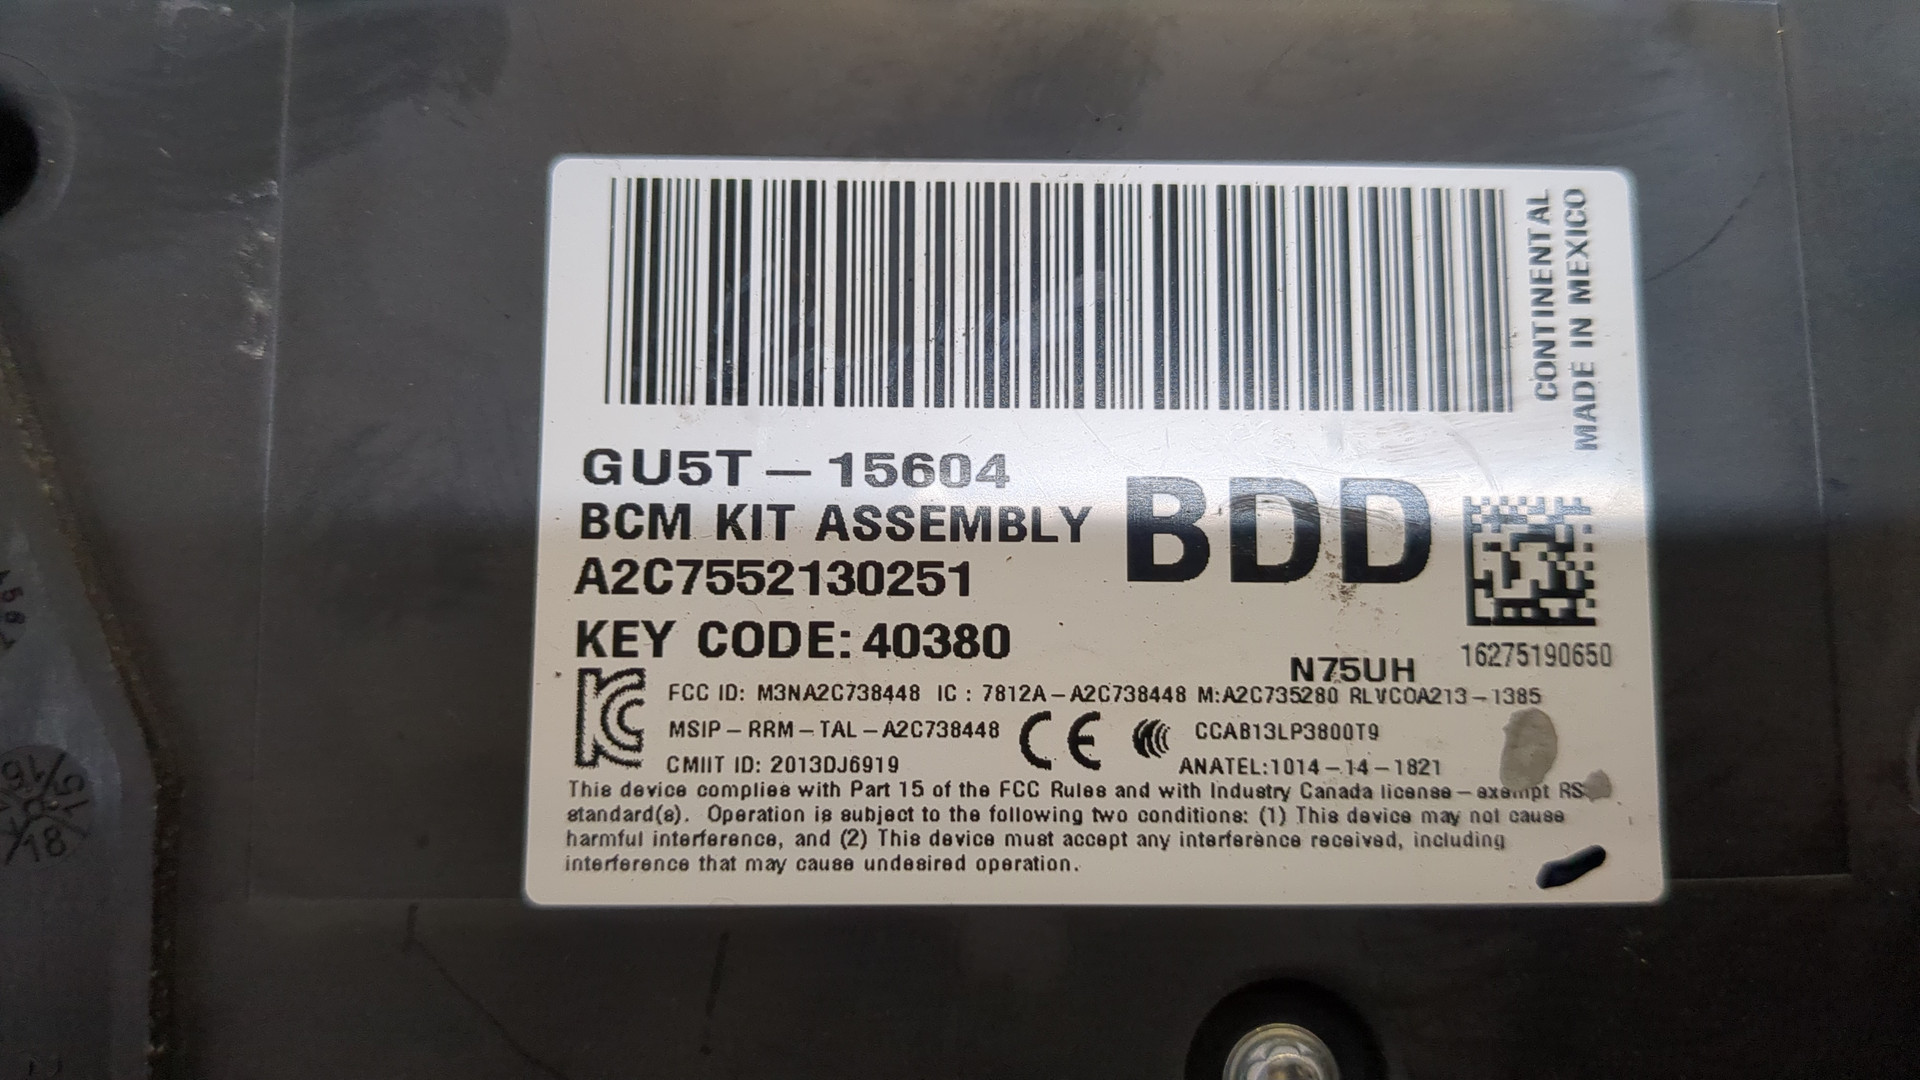 CONTINENTAL
MADE IN MEXICO
GU5T-15604
BCM KIT ASSEMBLY
BDD
A2C7552130251
KEY CODE: 40380
N75UH
16275190650
FCC ID: M3NA2C738448 IC: 7812A-A2C738448 M:A2C735280 RLVCOA213-1385
MSIP-RRM-TAL-A2C738448
CE
CCAB13LP3800T9
CMIIT ID: 2013DJ6919
ANATEL:1014-14-1821
This device complies with Part 15 of the FCC Rules and with Industry Canada license-exempt RS
standard(s). Operation is subject to the following two conditions: (1) This device may not cause
harmful interference, and (2) This device must accept any interference received, including
interference that may cause undesired operation.